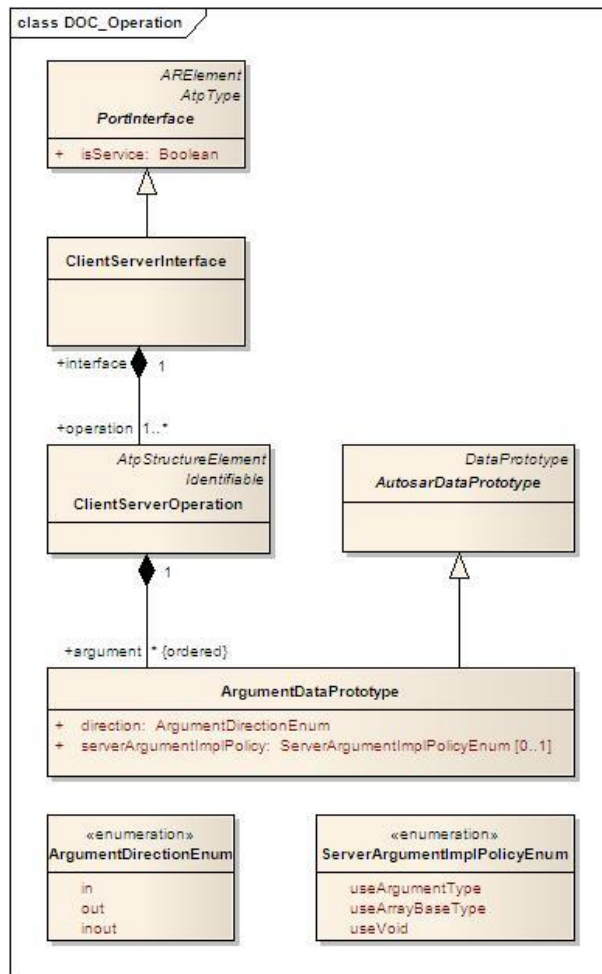 class DOC_Operation
ARElement
AtpType
PortInterface
+ isService: Boolean
ClientServerInterface
+interface 1
+operation 1..*
AtpStructureElement
Identifiable
ClientServerOperation
DataPrototype
AutosarDataPrototype
1
+argument * {ordered}
ArgumentDataPrototype
+ direction: ArgumentDirectionEnum
+ serverArgumentImplPolicy: ServerArgumentImplPolicyEnum [0..1]
«enumeration»
ArgumentDirectionEnum
in
out
inout
«enumeration»
ServerArgumentImplPolicyEnum
useArgumentType
useArrayBaseType
useVoid